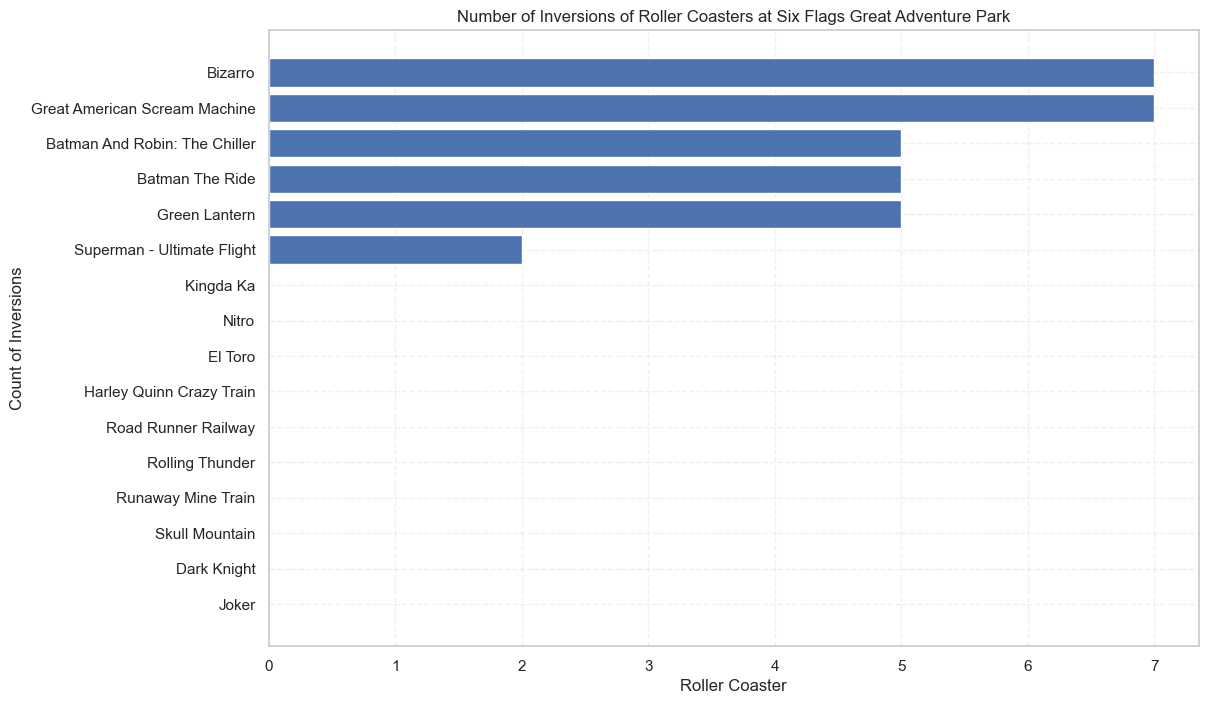 Number of Inversions of Roller Coasters at Six Flags Great Adventure Park
Bizarro
Great American Scream Machine
Batman And Robin: The Chiller
Batman The Ride
Green Lantern
Superman - Ultimate Flight
Kingda Ka
Nitro
El Toro
Harley Quinn Crazy Train
Road Runner Railway
Rolling Thunder
Runaway Mine Train
Skull Mountain
Dark Knight
Joker
Count of Inversions
0 1 2 3 4 5 6 7
Roller Coaster